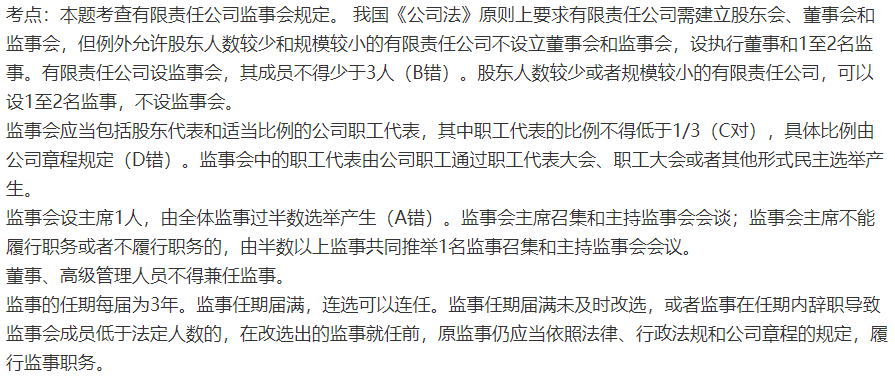 考点：本题考查有限责任公司监事会规定。 我国《公司法》原则上要求有限责任公司需建立股东会、董事会和
监事会，但例外允许股东人数较少和规模较小的有限责任公司不设立董事会和监事会，设执行董事和1至2名监
事。有限责任公司设监事会，其成员不得少于3人（B错）。股东人数较少或者规模较小的有限责任公司，可以
设1至2名监事，不设监事会。
监事会应当包括股东代表和适当比例的公司职工代表，其中职工代表的比例不得低于1/3（C对），具体比例由
公司章程规定（D错）。监事会中的职工代表由公司职工通过职工代表大会、职工大会或者其他形式民主选举产
生。
监事会设主席1人，由全体监事过半数选举产生（A错）。监事会主席召集和主持监事会会谈；监事会主席不能
履行职务或者不履行职务的，由半数以上监事共同推举1名监事召集和主持监事会会议。
董事、高级管理人员不得兼任监事。
监事的任期每届为3年。监事任期届满，连选可以连任。监事任期届满未及时改选，或者监事在任期内辞职导致
监事会成员低于法定人数的，在改选出的监事就任前，原监事仍应当依照法律、行政法规和公司章程的规定，履
行监事职务。